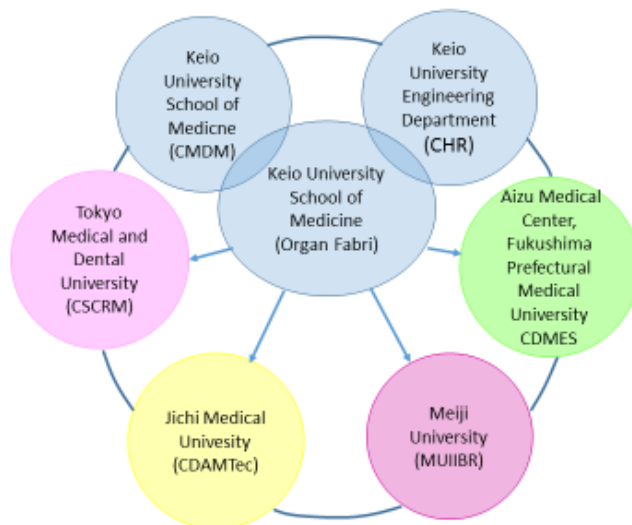 Keio
University
School of
Medicne
(CMDM)
Keio
University
Engineering
Department
(CHR)
Keio University
School of
Medicine
(Organ Fabri)
Tokyo
Medical and
Dental
University
(CSCRM)
Aizu Medical
Center,
Fukushima
Prefectural
Medical
University
CDMES
Jichi Medical
Univesity
(CDAMTec)
Meiji
University
(MUIIBR)